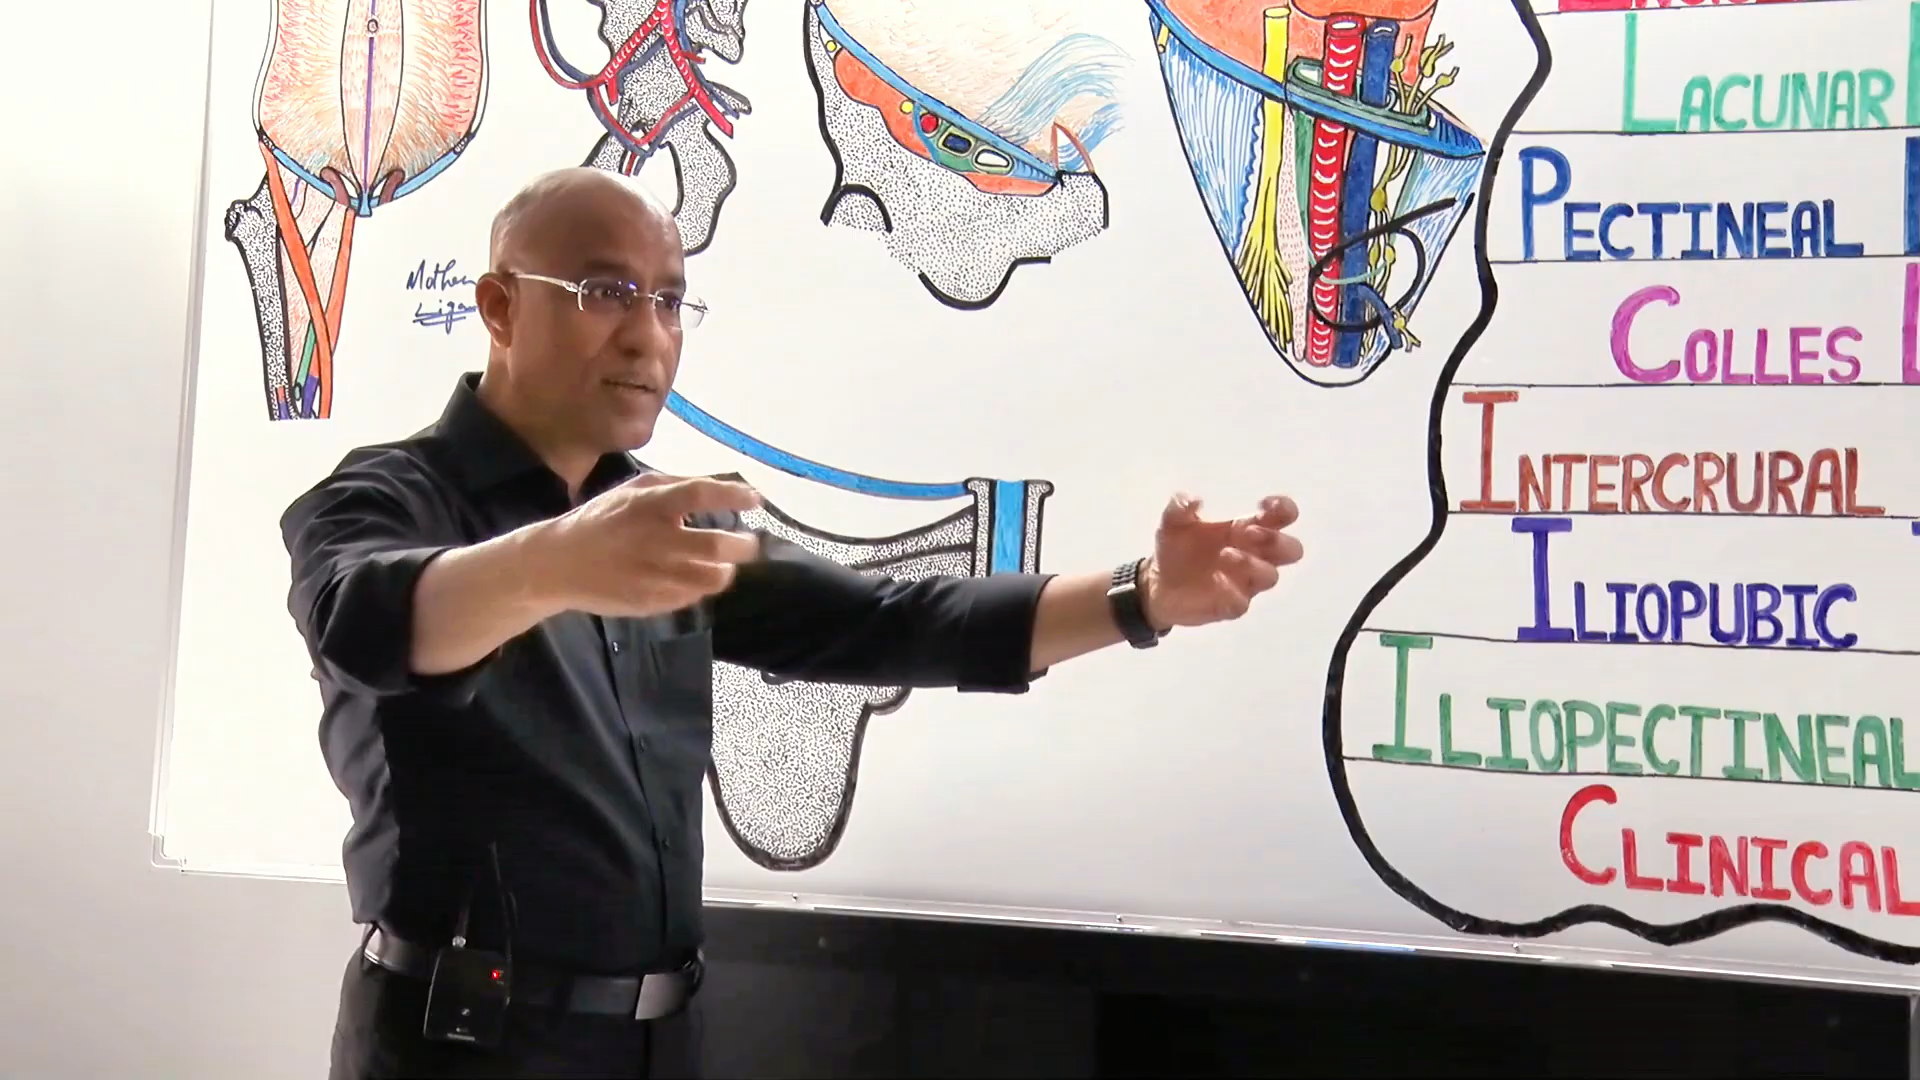 LACUNAR
PECTINEAL
COLLES
INTERCRURAL
ILIOPUBIC
ILIOPECTINEAL
CLINICAL